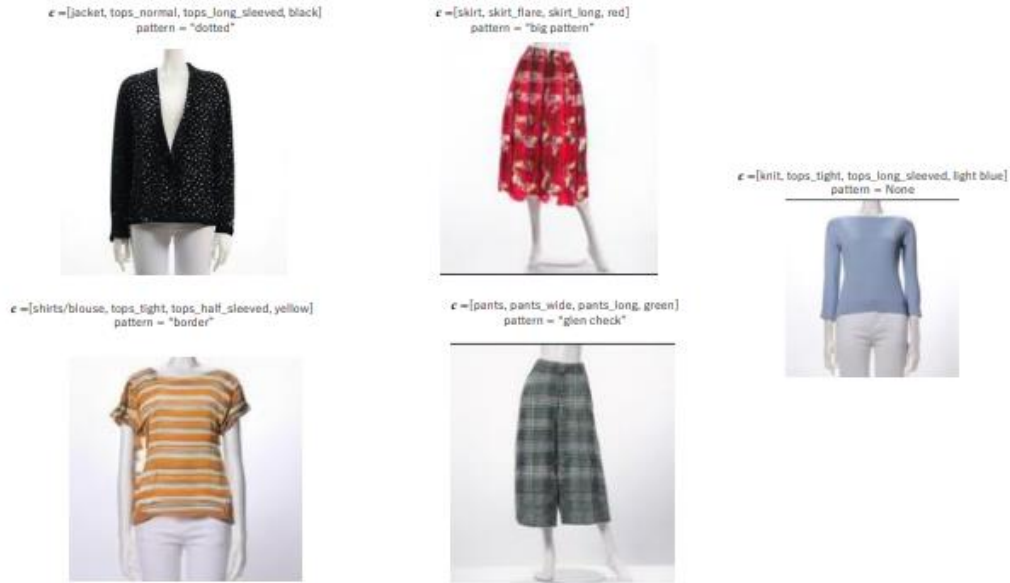 c =[jacket, tops_normal, tops_long_sleeved, black]
pattern = "dotted"
c =[skirt, skirt_flare, skirt_long, red]
pattern = "big pattern"
c =[knit, tops_tight, tops_long_sleeved, light blue]
pattern = None
c =[shirts/blouse, tops_tight, tops_half_sleeved, yellow]
pattern = "border"
c =[pants, pants_wide, pants_long, green]
pattern = "glen check"